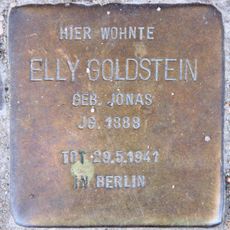 HIER WOHNTE
ELLY GOLDSTEIN
GEB. JONAS
JG. 1888
TOT 29.5.1941
IN BERLIN